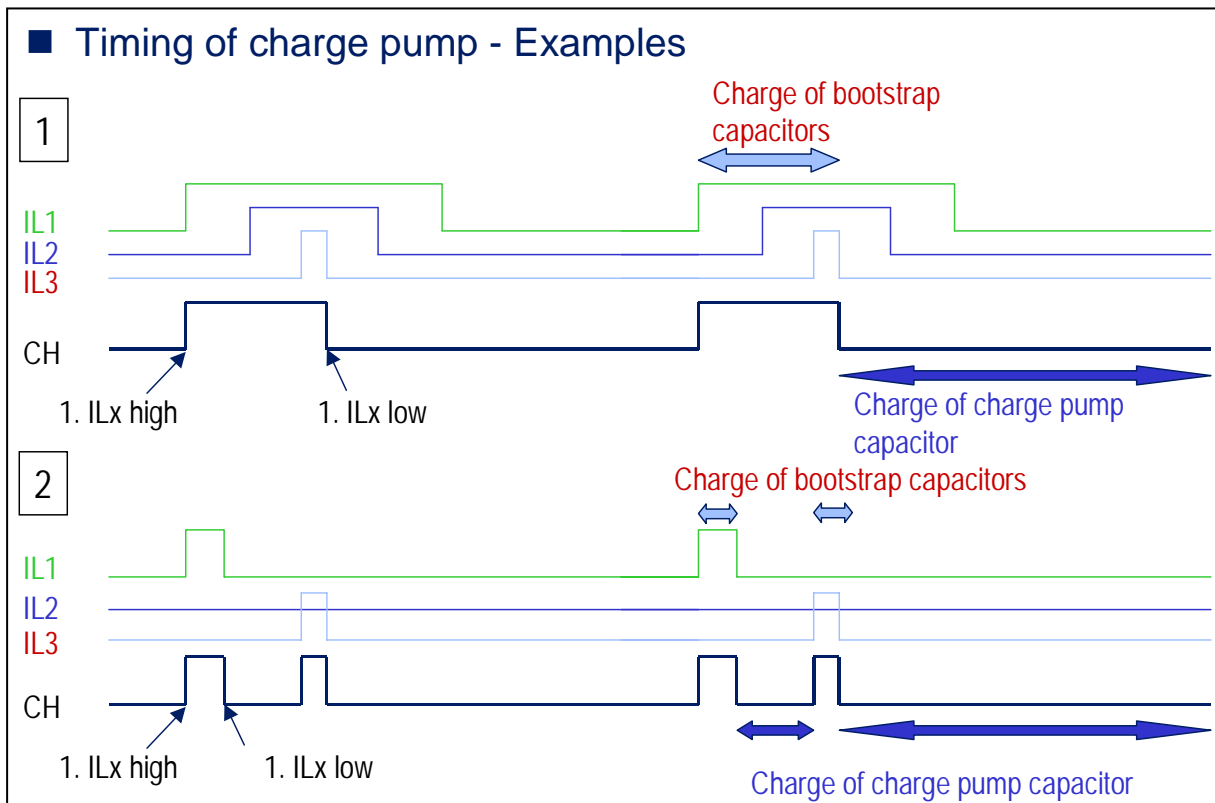 Timing of charge pump - Examples
1
Charge of bootstrap
capacitors
IL1
IL2
IL3
CH
1. ILx high
1. ILx low
Charge of charge pump
capacitor
2
Charge of bootstrap capacitors
IL1
IL2
IL3
CH
1. ILx high
1. ILx low
Charge of charge pump capacitor